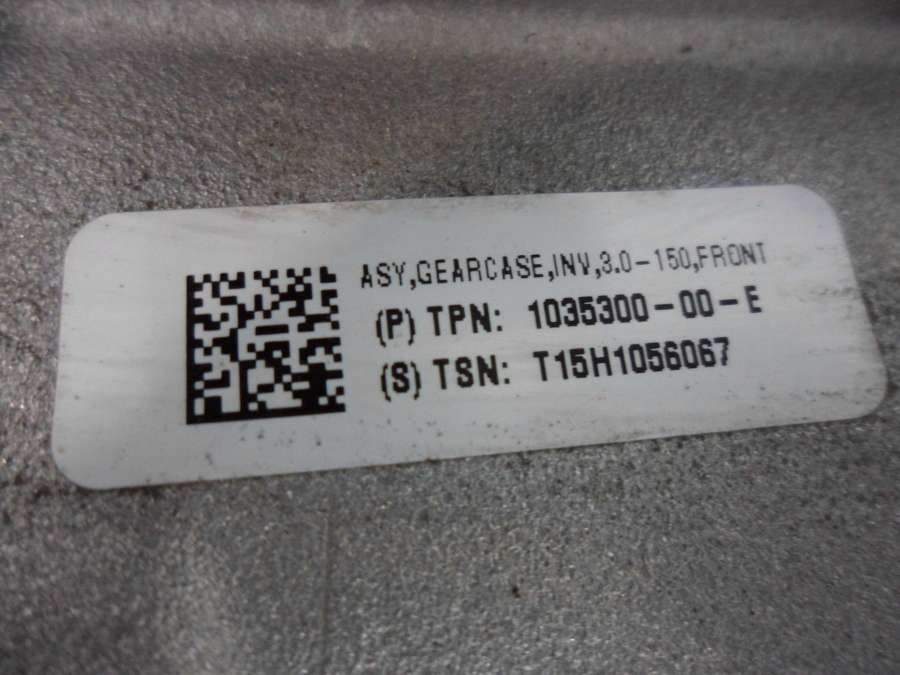 ASY,GEARCASE,INV,3.0-150,FRONT
(P) TPN: 1035300-00-E
(S) TSN: T15H1056067